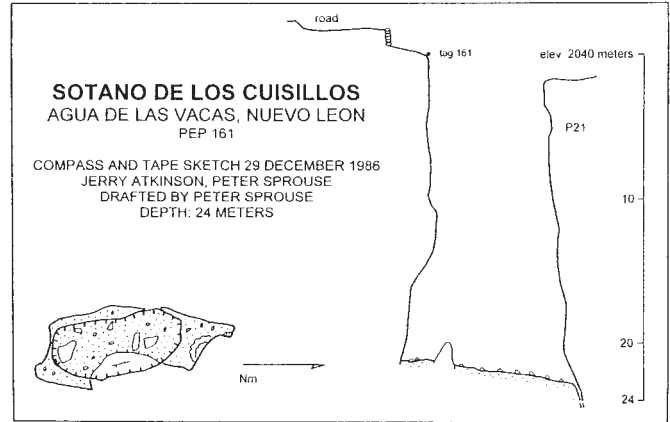 road
tag 161
elev 2040 meters
SOTANO DE LOS CUISILLOS
AGUA DE LAS VACAS, NUEVO LEON
PEP 161
COMPASS AND TAPE SKETCH 29 DECEMBER 1986
JERRY ATKINSON, PETER SPROUSE
DRAFTED BY PETER SPROUSE
DEPTH: 24 METERS
P21
10
20
24
Nm